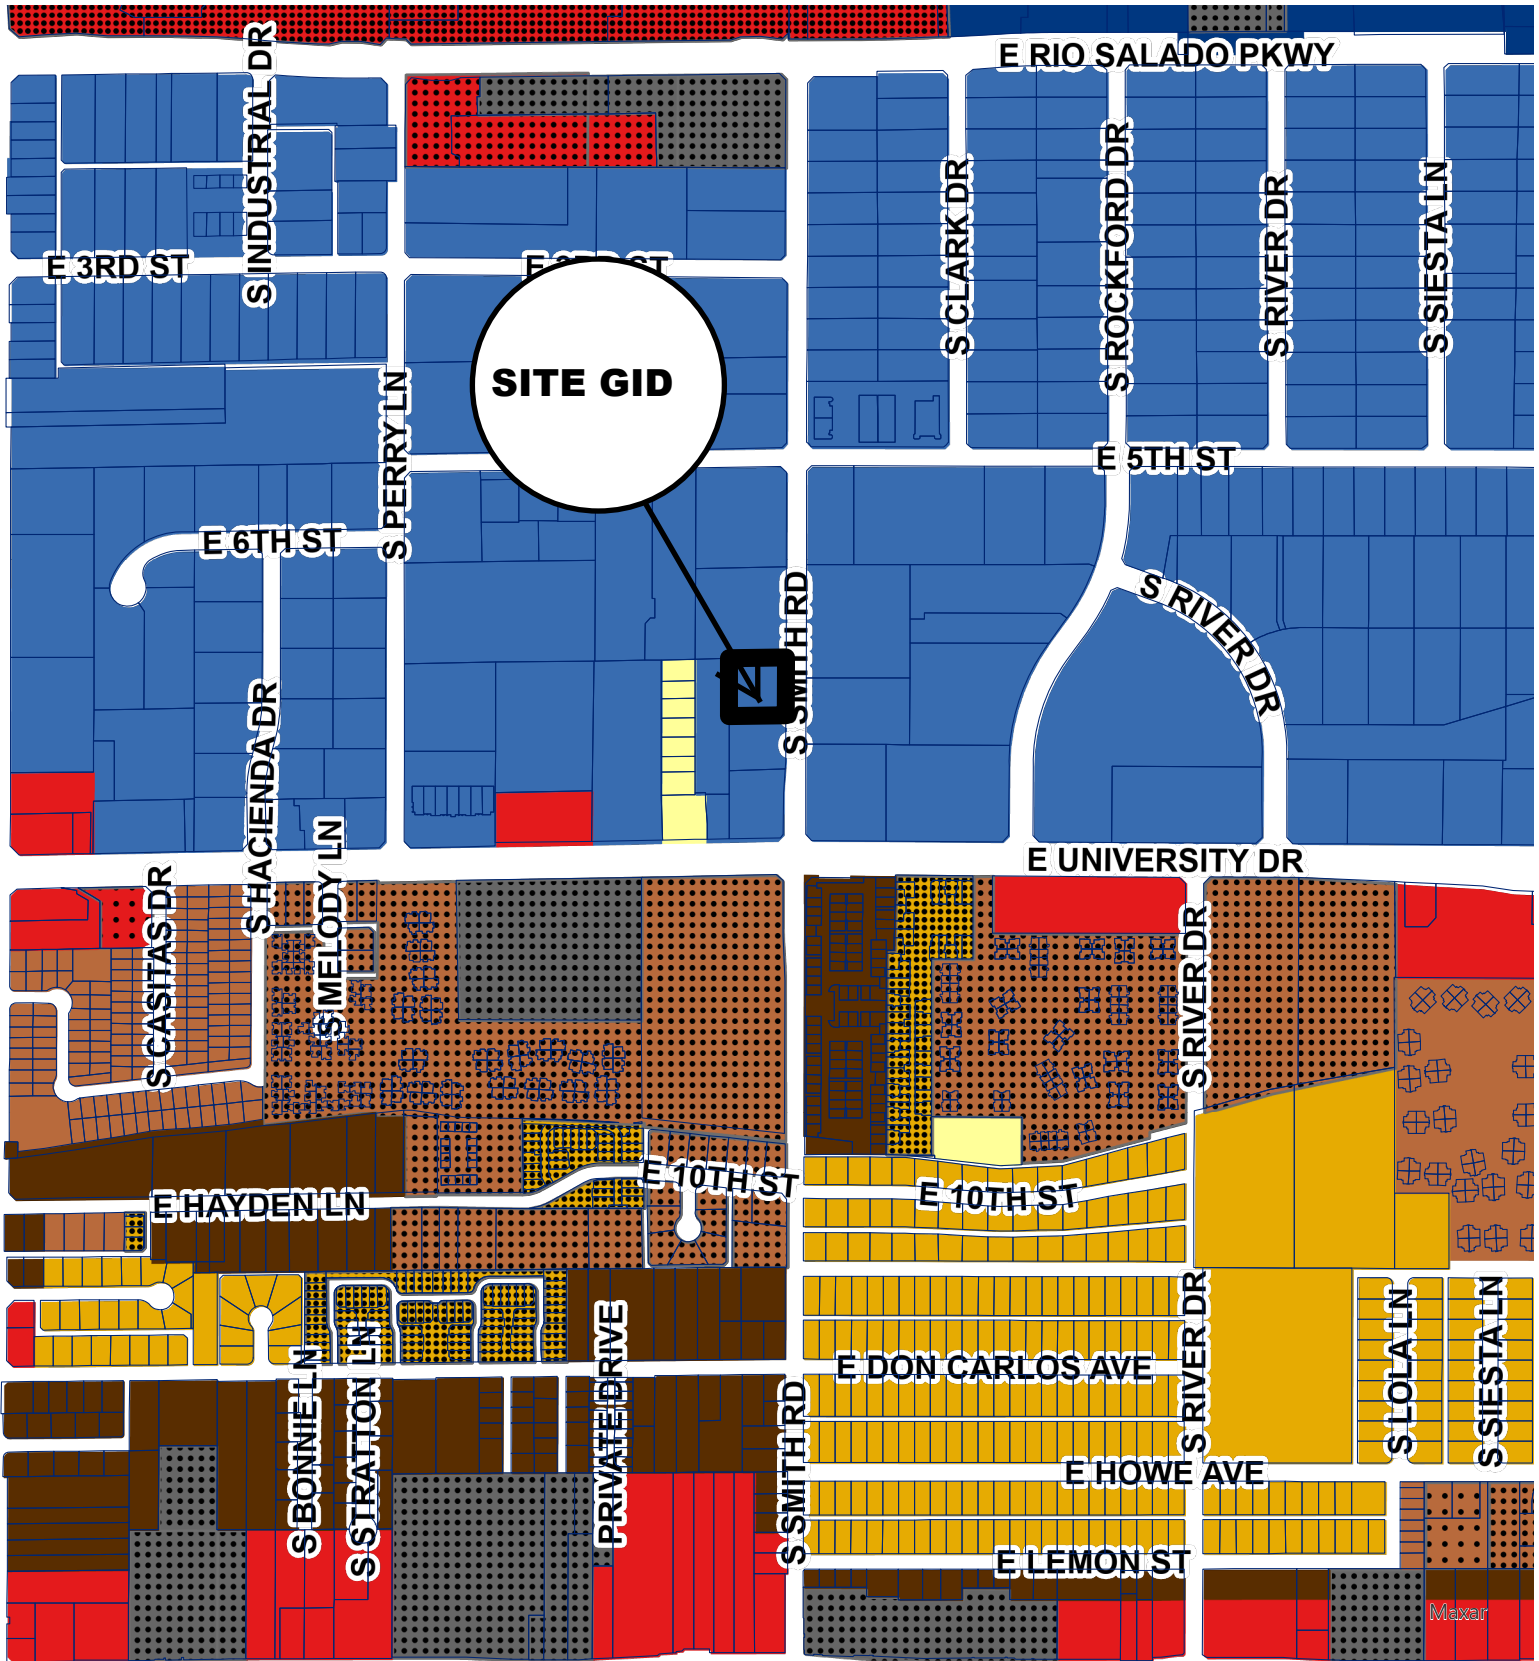 E RIO SALADO PKWY
S INDUSTRIAL DR
S CLARK DR
S ROCKFORD DR
S RIVER DR
S SIESTA LN
E 3RD ST
E 3RD ST
SITE GID
S PERRY LN
E 5TH ST
E 6TH ST
S RIVER DR
S SMITH RD
S HACIENDA DR
S MELODY LN
E UNIVERSITY DR
S CASITAS DR
S RIVER DR
E 10TH ST
E 10TH ST
E HAYDEN LN
S BONNIE LN
S STRATTON LN
PRIVATE DRIVE
S SMITH RD
E DON CARLOS AVE
S RIVER DR
S LOLA LN
S SIESTA LN
E HOWE AVE
E LEMON ST
Maxar